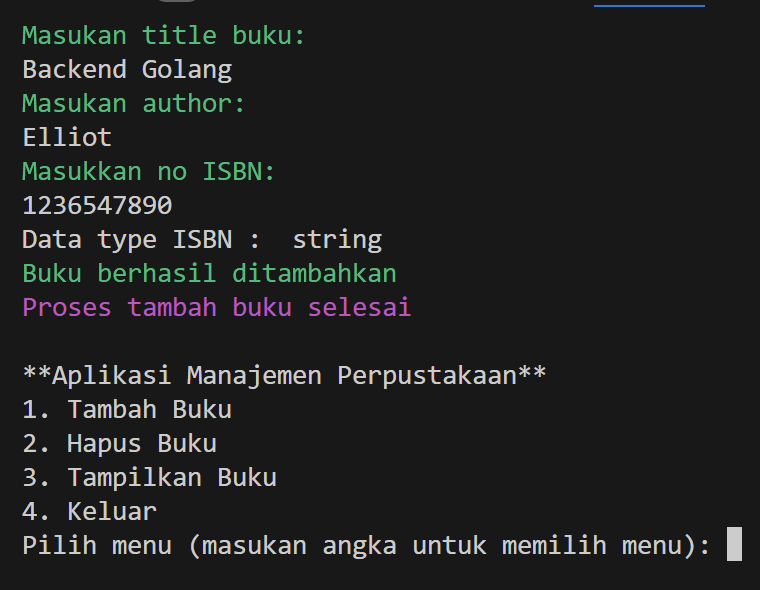 Masukan title buku:
Backend Golang
Masukan author:
Elliot
Masukkan no ISBN:
1236547890
Data type ISBN :  string
Buku berhasil ditambahkan
Proses tambah buku selesai

**Aplikasi Manajemen Perpustakaan**
1. Tambah Buku
2. Hapus Buku
3. Tampilkan Buku
4. Keluar
Pilih menu (masukan angka untuk memilih menu):